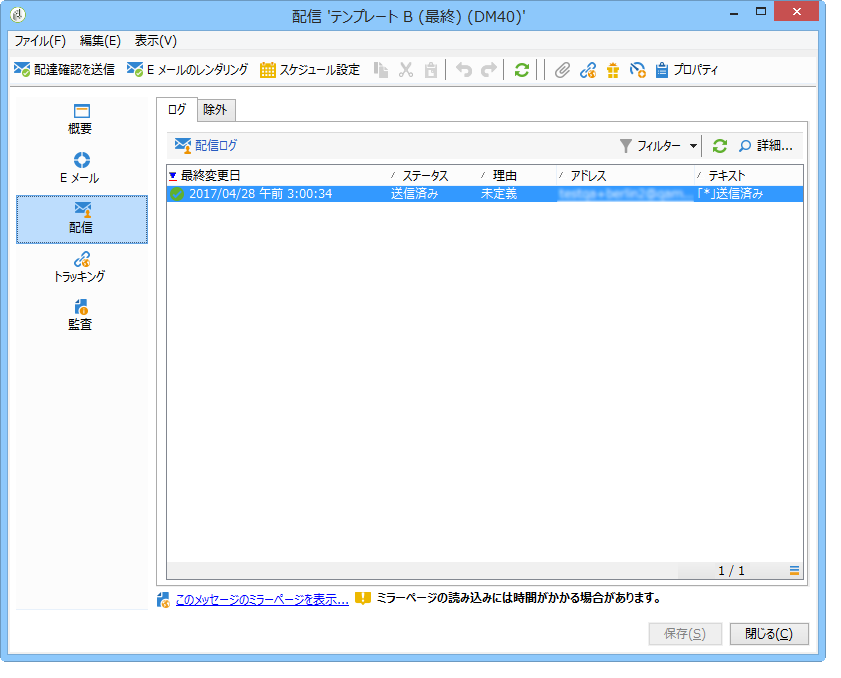 配信 'テンプレート B (最終) (DM40)'
ファイル(F) 編集(E) 表示(V)
配達確認を送信 E メールのレンダリング スケジュール設定 プロパティ
概要
E メール
配信
トラッキング
監査
ログ 除外
配信ログ フィルター 詳細...
最終変更日 ステータス 理由 アドレス テキスト
2017/04/28 午前 3:00:34 送信済み 未定義 「*」送信済み
1 / 1
このメッセージのミラーページを表示... ミラーページの読み込みには時間がかかる場合があります。
保存(S) 閉じる(C)